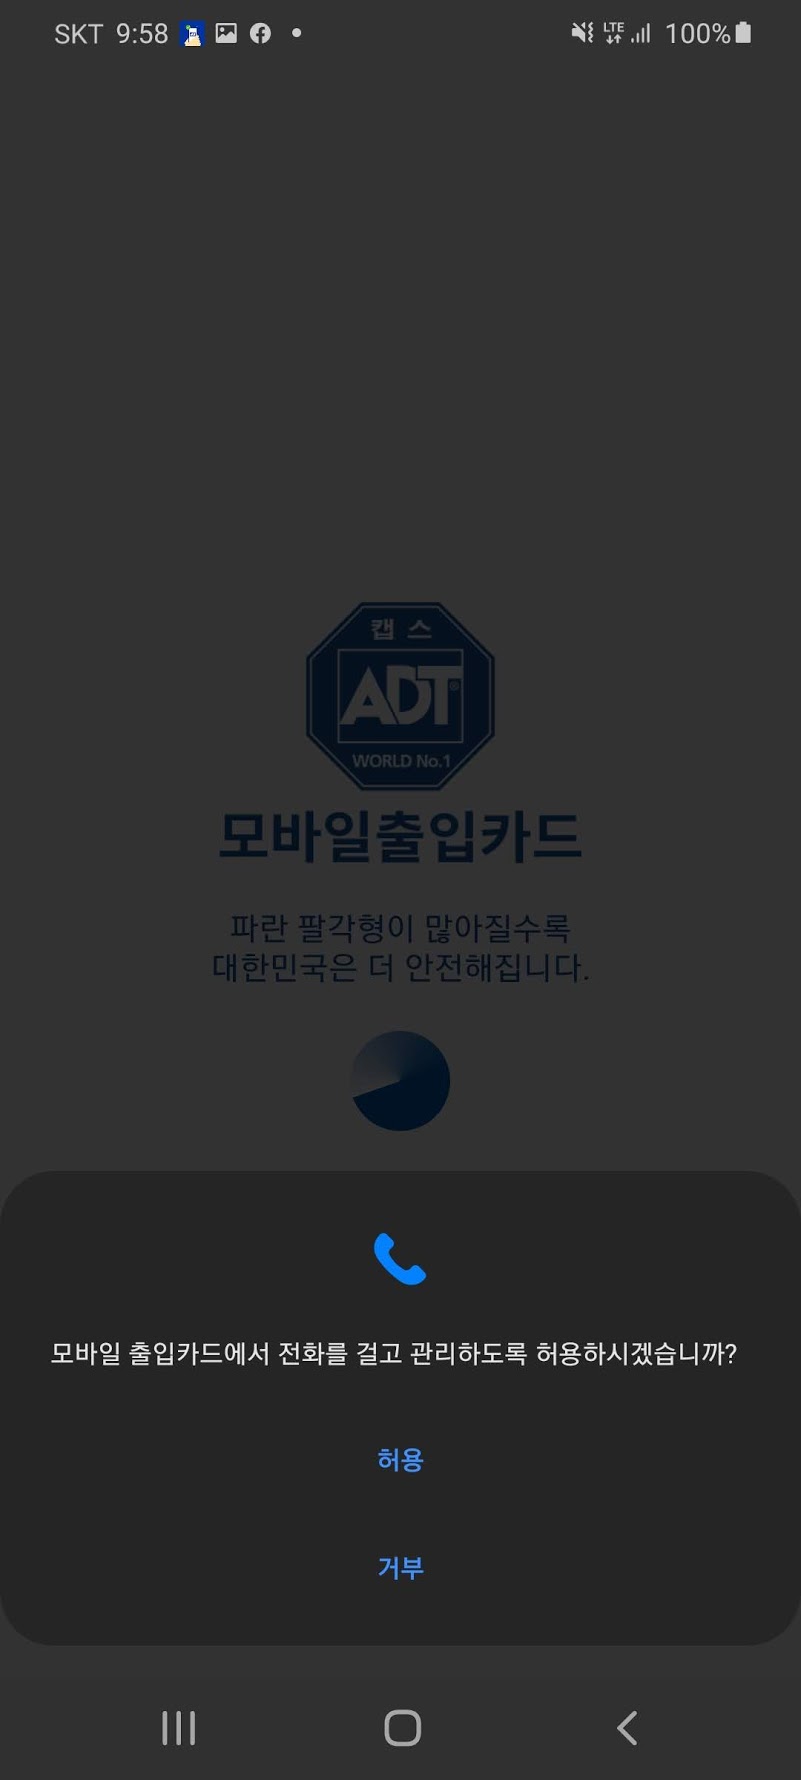 SKT 9:58
LTE
100%
캡스
ADT®
WORLD No.1
모바일출입카드
파란 팔각형이 많아질수록
대한민국은 더 안전해집니다.
모바일 출입카드에서 전화를 걸고 관리하도록 허용하시겠습니까?
허용
거부